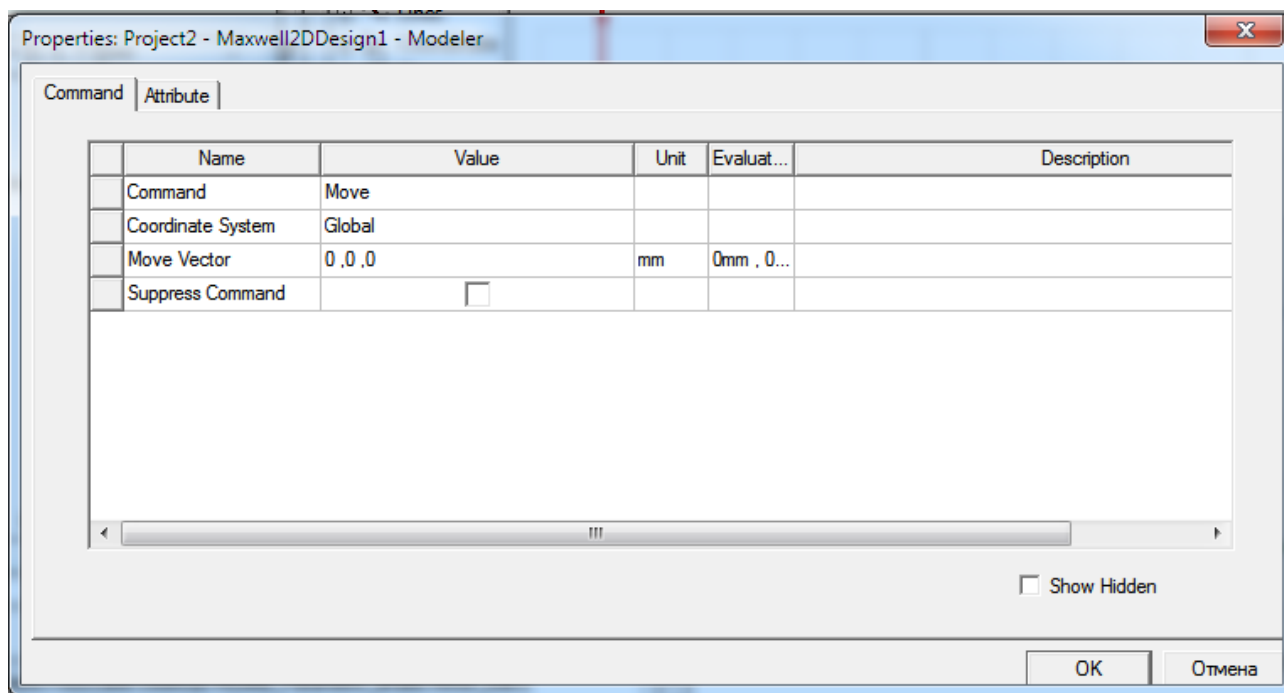 Properties: Project2 - Maxwell2DDesign1 - Modeler
Command Attribute
Name Value Unit Evaluat... Description
Command Move
Coordinate System Global
Move Vector 0 ,0 ,0 mm 0mm , 0...
Suppress Command
Show Hidden
OK Отмена